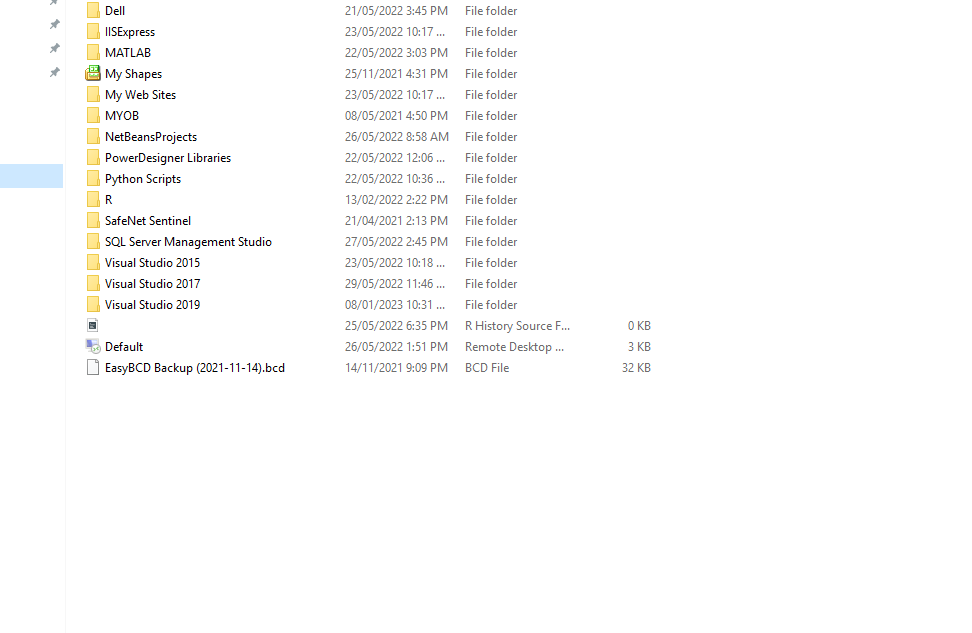 Dell 21/05/2022 3:45 PM File folder
IISExpress 23/05/2022 10:17 ... File folder
MATLAB 22/05/2022 3:03 PM File folder
My Shapes 25/11/2021 4:31 PM File folder
My Web Sites 23/05/2022 10:17 ... File folder
MYOB 08/05/2021 4:50 PM File folder
NetBeansProjects 26/05/2022 8:58 AM File folder
PowerDesigner Libraries 22/05/2022 12:06 ... File folder
Python Scripts 22/05/2022 10:36 ... File folder
R 13/02/2022 2:22 PM File folder
SafeNet Sentinel 21/04/2021 2:13 PM File folder
SQL Server Management Studio 27/05/2022 2:45 PM File folder
Visual Studio 2015 23/05/2022 10:18 ... File folder
Visual Studio 2017 29/05/2022 11:46 ... File folder
Visual Studio 2019 08/01/2023 10:31 ... File folder
25/05/2022 6:35 PM R History Source F... 0 KB
Default 26/05/2022 1:51 PM Remote Desktop ... 3 KB
EasyBCD Backup (2021-11-14).bcd 14/11/2021 9:09 PM BCD File 32 KB